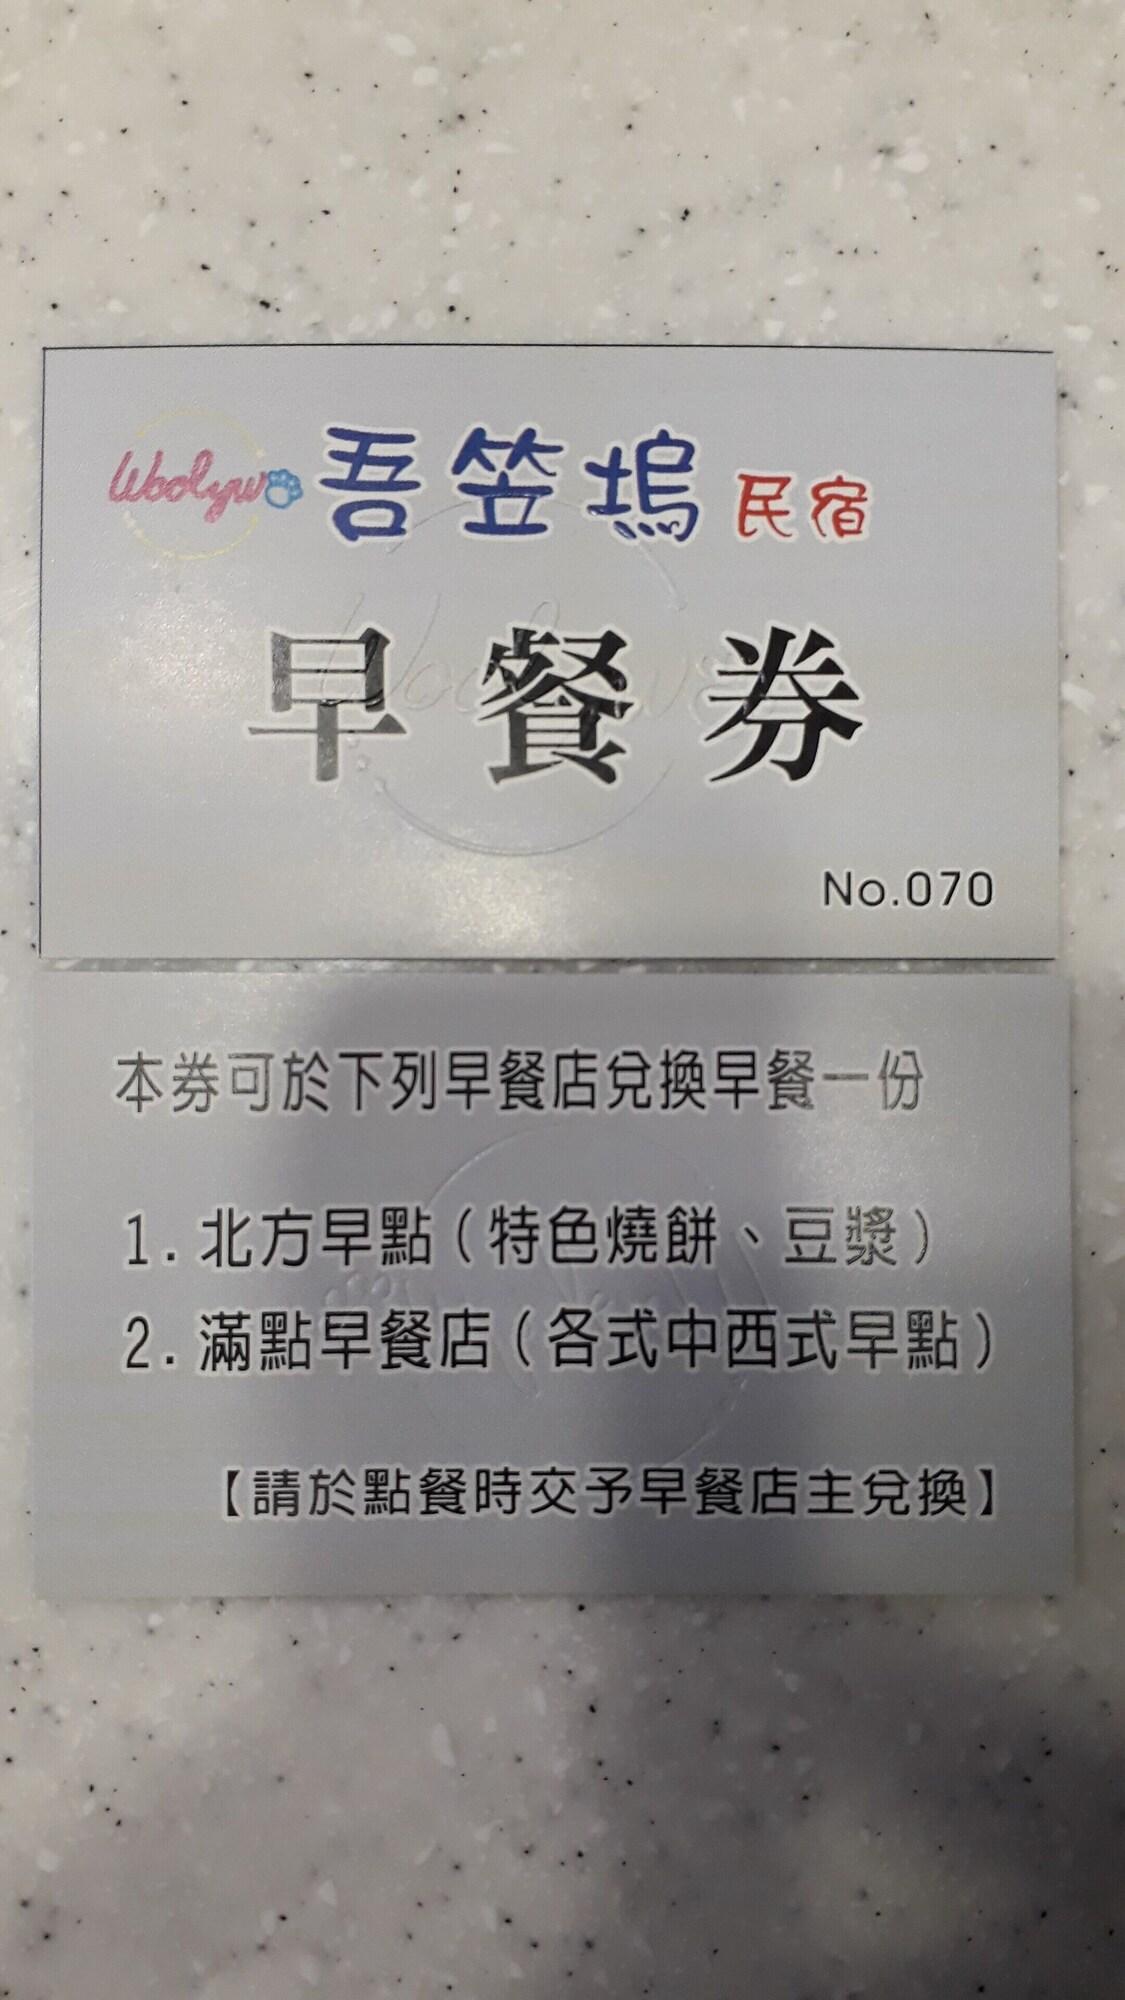 Woolywo 吾笠塢 民宿
早餐券
No.070
本券可於下列早餐店兌換早餐一份
1. 北方早點（特色燒餅、豆漿）
2. 滿點早餐店（各式中西式早點）
【請於點餐時交予早餐店主兌換】